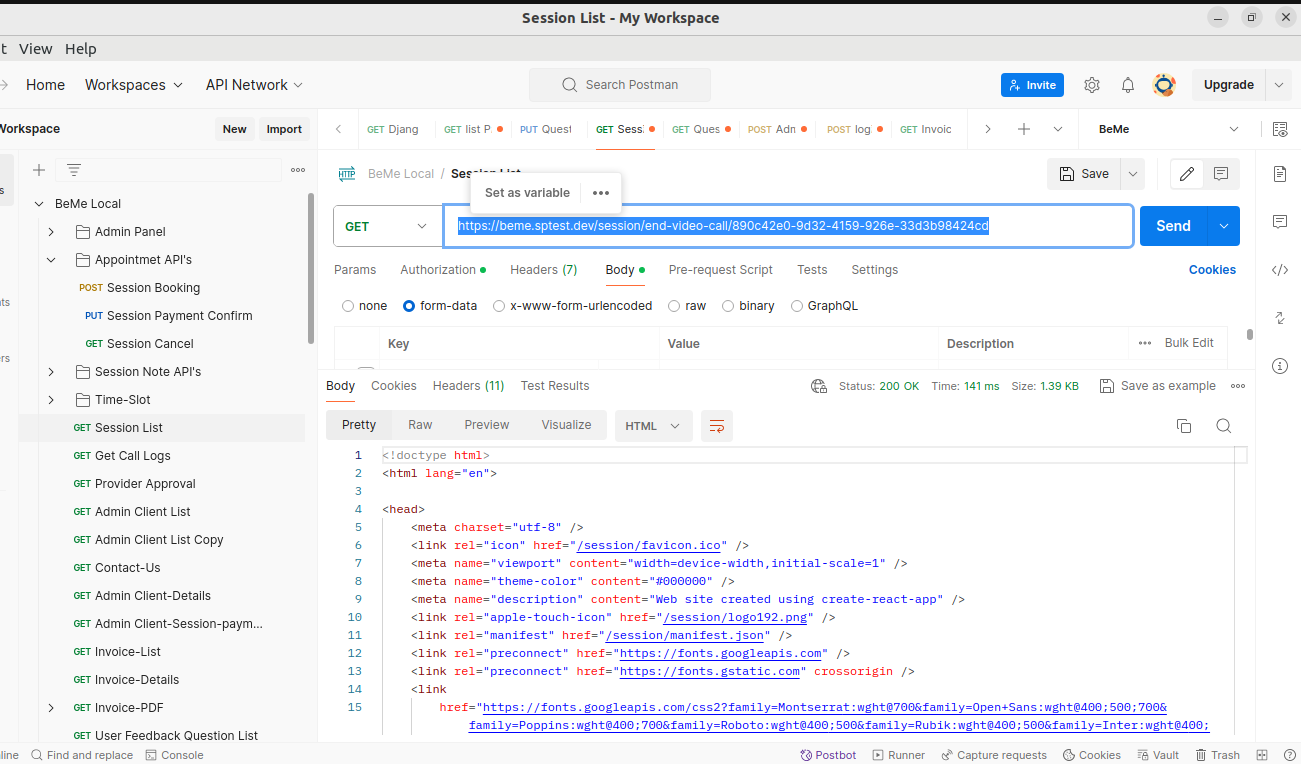 Session List - My Workspace
t View Help
Home Workspaces API Network Search Postman Invite Upgrade
Workspace New Import
GET Djang GET list P PUT Quest GET Sess GET Ques POST Adn POST log GET Invoic BeMe
BeMe Local / Session List Save
Set as variable
GET https://beme.sptest.dev/session/end-video-call/890c42e0-9d32-4159-926e-33d3b98424cd Send
Params Authorization Headers (7) Body Pre-request Script Tests Settings Cookies
none form-data x-www-form-urlencoded raw binary GraphQL
Key Value Description Bulk Edit
Body Cookies Headers (11) Test Results Status: 200 OK Time: 141 ms Size: 1.39 KB Save as example
Pretty Raw Preview Visualize HTML
1 <!doctype html>
2 <html lang="en">
3
4 <head>
5 <meta charset="utf-8" />
6 <link rel="icon" href="/session/favicon.ico" />
7 <meta name="viewport" content="width=device-width,initial-scale=1" />
8 <meta name="theme-color" content="#000000" />
9 <meta name="description" content="Web site created using create-react-app" />
10 <link rel="apple-touch-icon" href="/session/logo192.png" />
11 <link rel="manifest" href="/session/manifest.json" />
12 <link rel="preconnect" href="https://fonts.googleapis.com" />
13 <link rel="preconnect" href="https://fonts.gstatic.com" crossorigin />
14 <link
15 href="https://fonts.googleapis.com/css2?family=Montserrat:wght@700&family=Open+Sans:wght@400;500;700&
family=Poppins:wght@400;700&family=Roboto:wght@400;500&family=Rubik:wght@400;500&family=Inter:wght@400;
BeMe Local
Admin Panel
Appointmet API's
POST Session Booking
PUT Session Payment Confirm
GET Session Cancel
Session Note API's
Time-Slot
GET Session List
GET Get Call Logs
GET Provider Approval
GET Admin Client List
GET Admin Client List Copy
GET Contact-Us
GET Admin Client-Details
GET Admin Client-Session-paym...
GET Invoice-List
GET Invoice-Details
GET Invoice-PDF
GET User Feedback Question List
s
nts
ers
line Find and replace Console Postbot Runner Capture requests Cookies Vault Trash